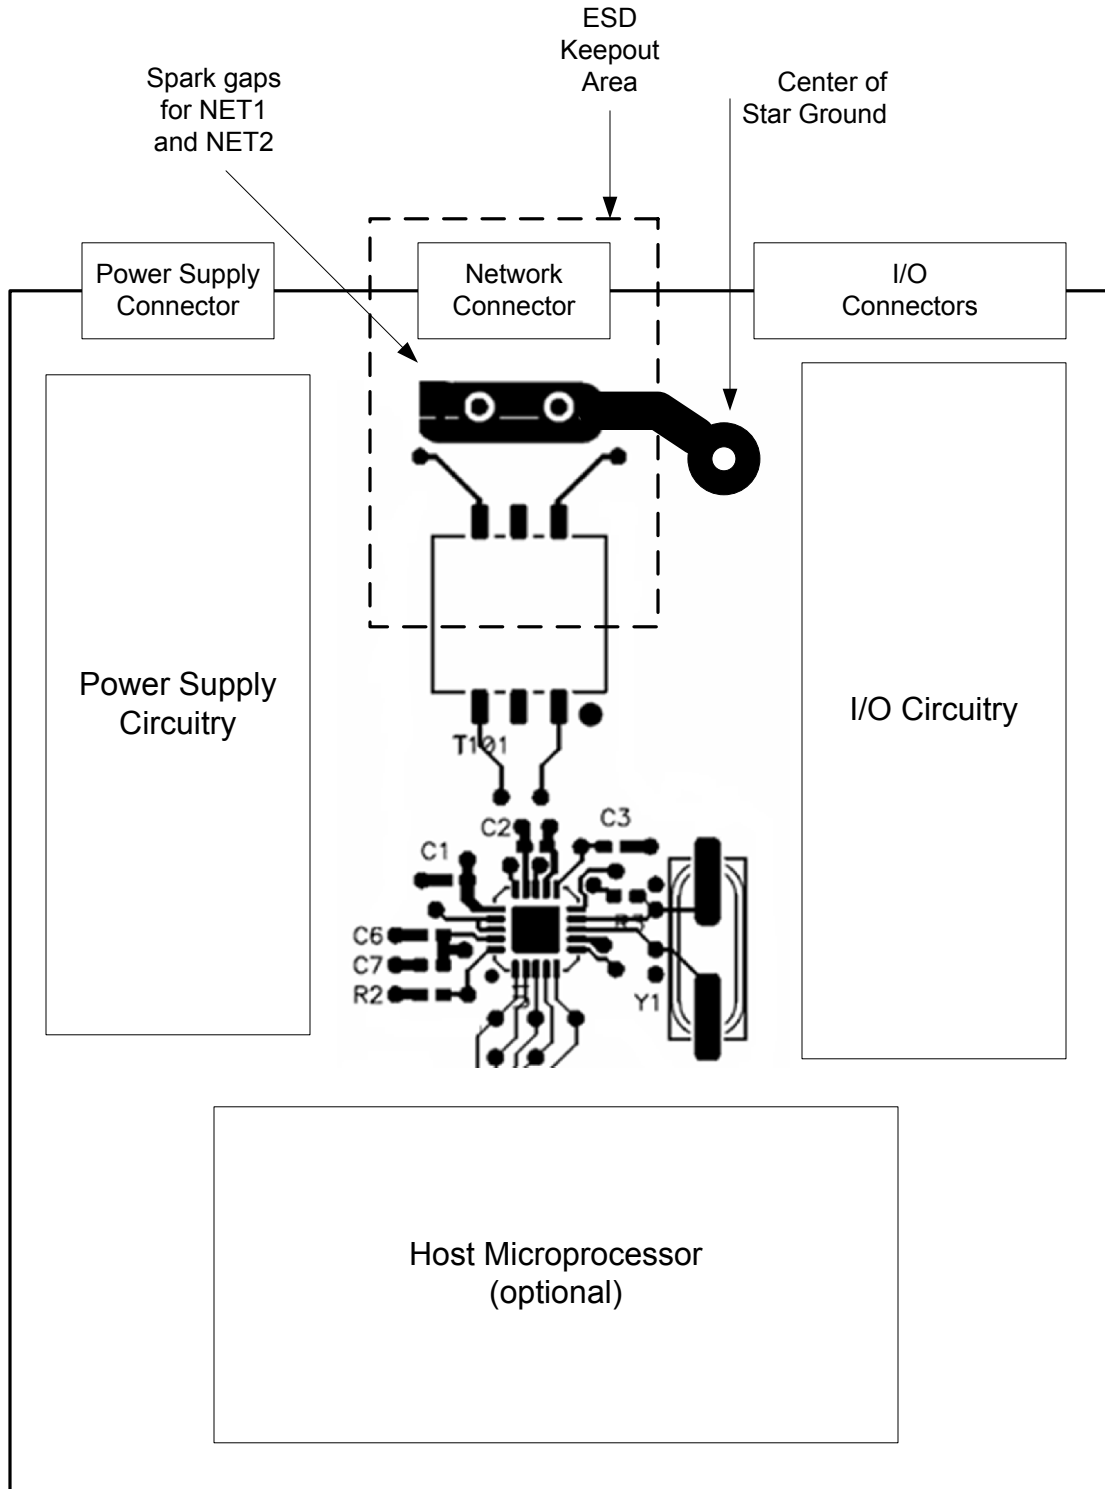 ESD
Keepout
Area
Spark gaps
for NET1
and NET2
Center of
Star Ground
Power Supply
Connector
Network
Connector
I/O
Connectors
Power Supply
Circuitry
I/O Circuitry
T101
C2
C3
C1
R3
C6
C7
R2
Y1
Host Microprocessor
(optional)